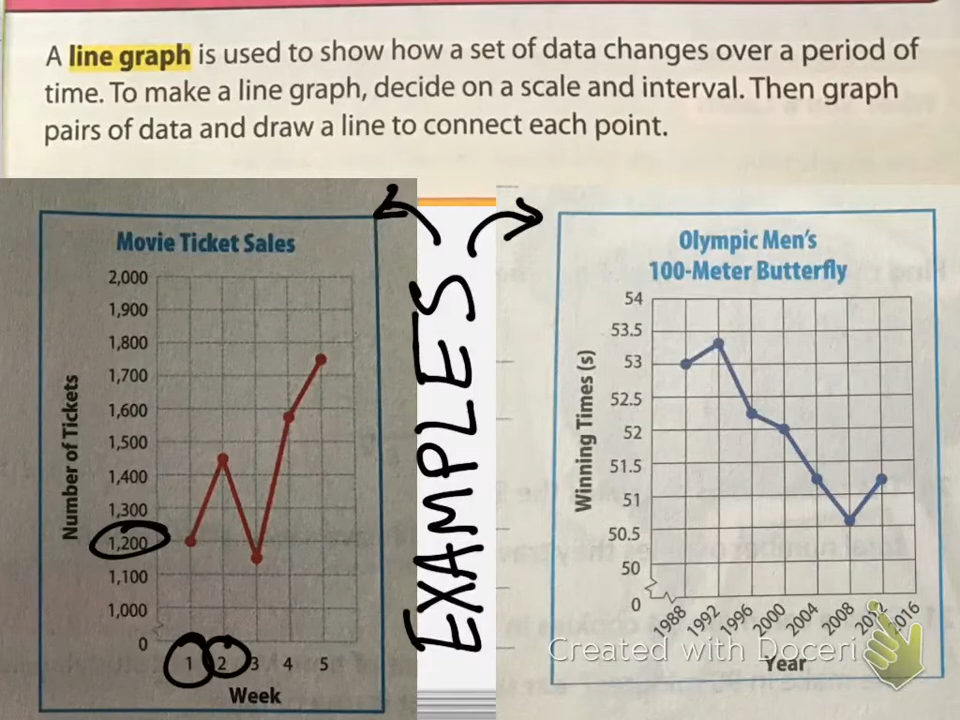 A line graph is used to show how a set of data changes over a period of
time. To make a line graph, decide on a scale and interval. Then graph
pairs of data and draw a line to connect each point.
Movie Ticket Sales
Number of Tickets
2,000
1,900
1,800
1,700
1,600
1,500
1,400
1,300
1,200
1,100
1,000
0
1 2 3 4 5
Week
EXAMPLES
Olympic Men's
100-Meter Butterfly
Winning Times (s)
54
53.5
53
52.5
52
51.5
51
50.5
50
0
1988 1992 1996 2000 2004 2008 2012 2016
Year
Created with Doceri